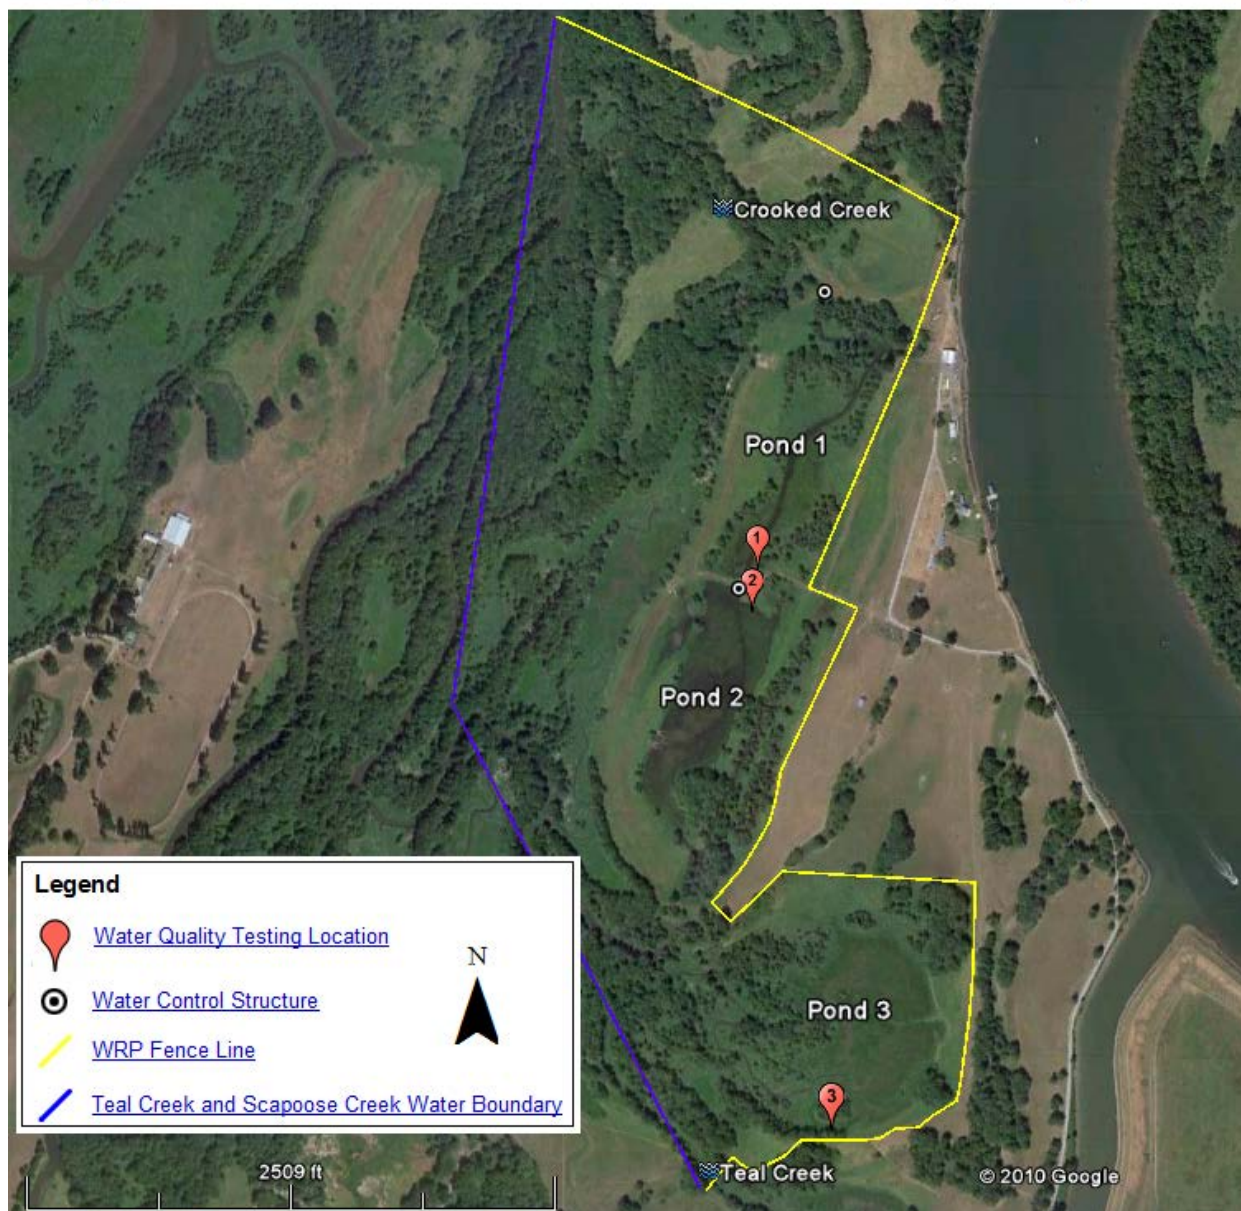 Crooked Creek
Pond 1
1
2
Pond 2
Legend
Water Quality Testing Location
N
Water Control Structure
WRP Fence Line
Teal Creek and Scapoose Creek Water Boundary
Pond 3
3
Teal Creek
2509 ft
© 2010 Google